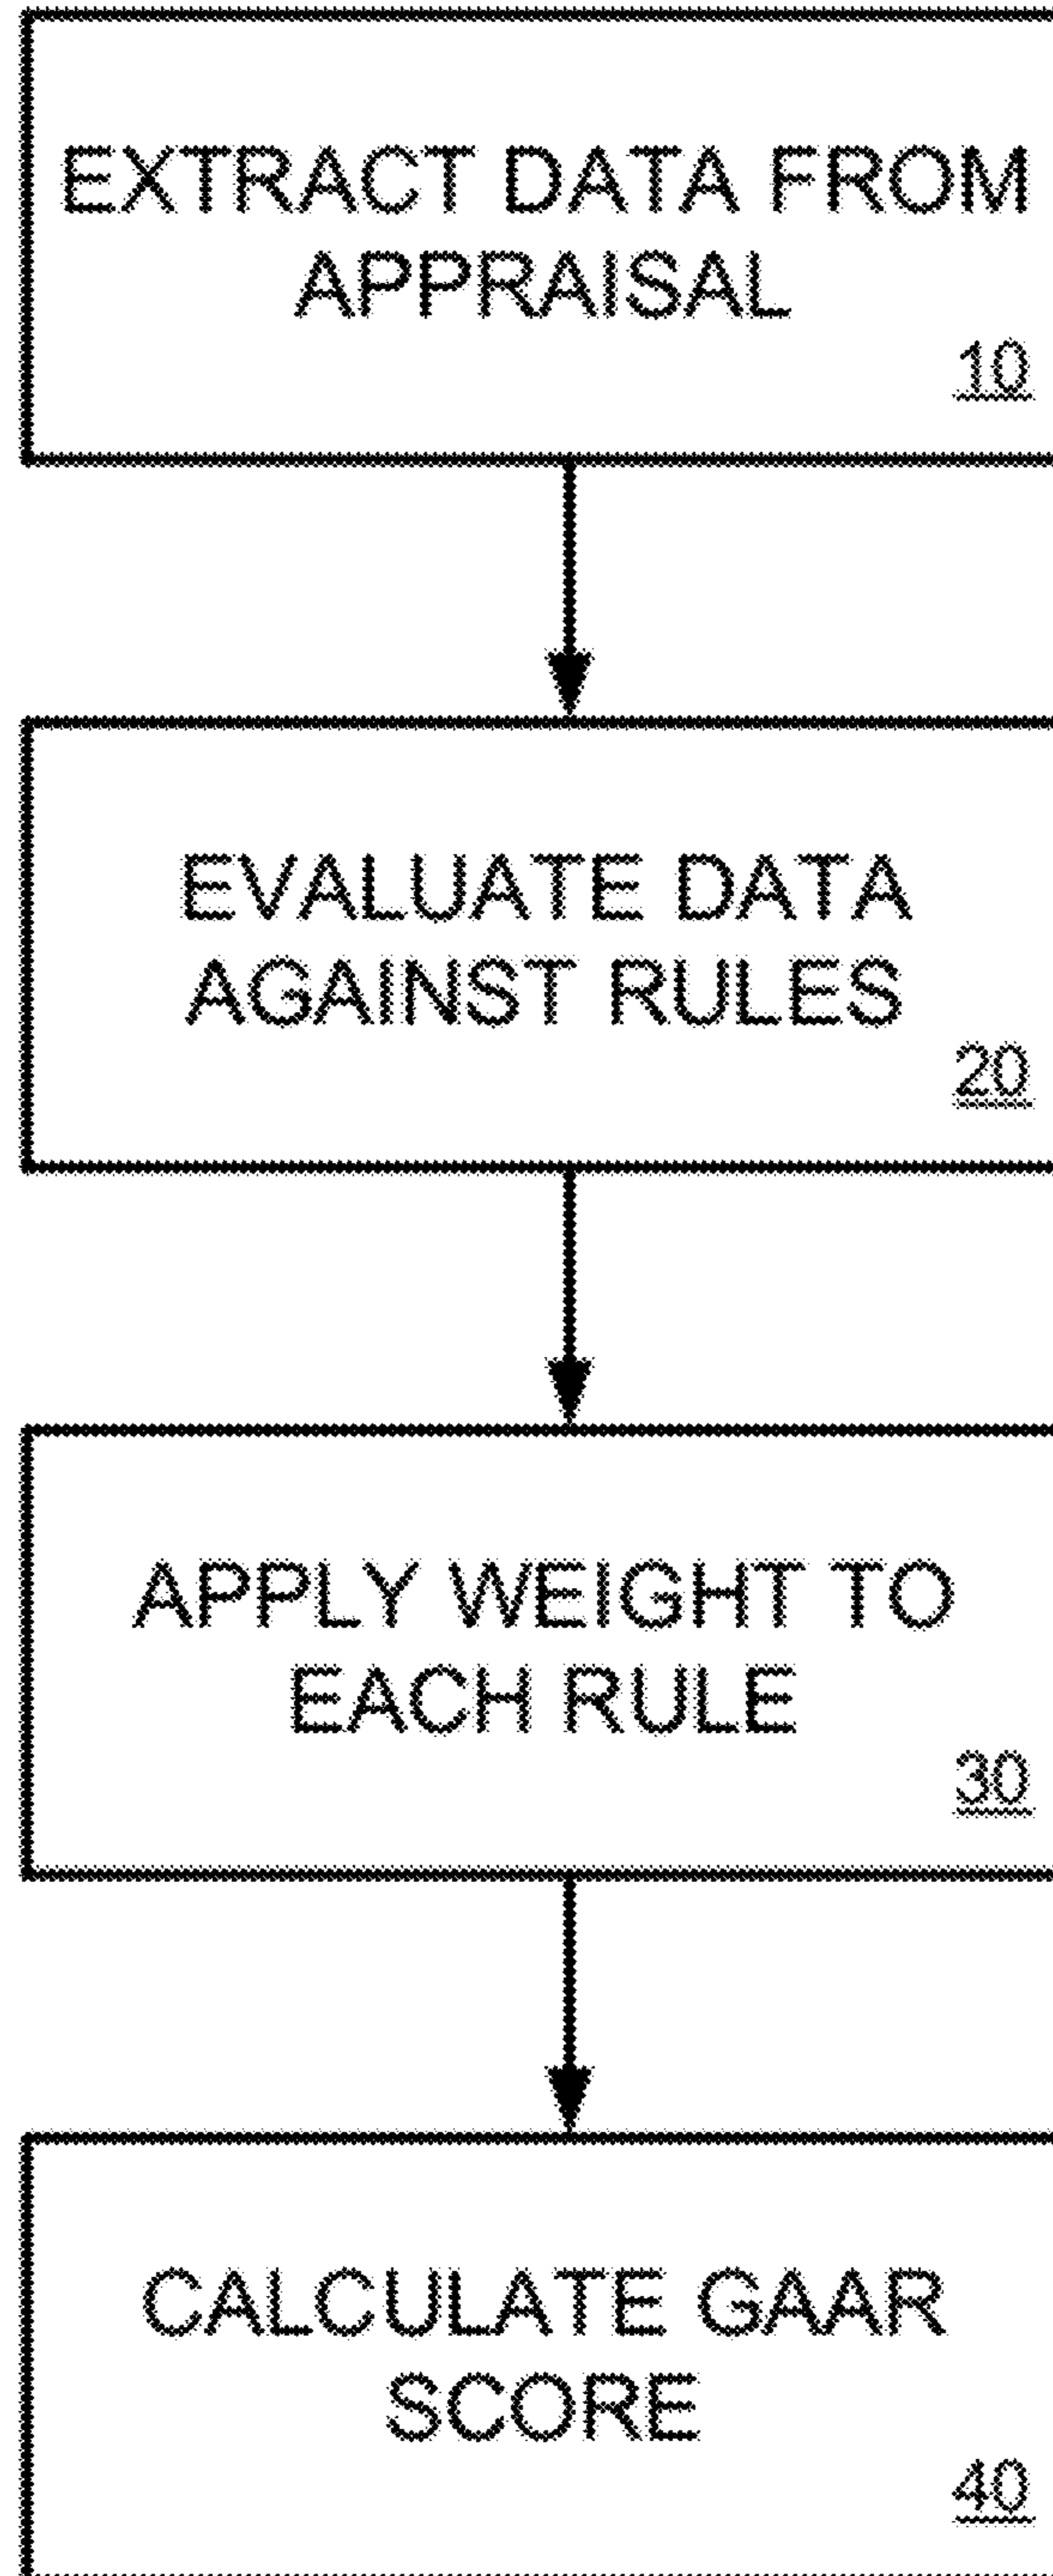 EXTRACT DATA FROM
APPRAISAL
10
EVALUATE DATA
AGAINST RULES
20
APPLY WEIGHT TO
EACH RULE
30
CALCULATE GAAR
SCORE
40